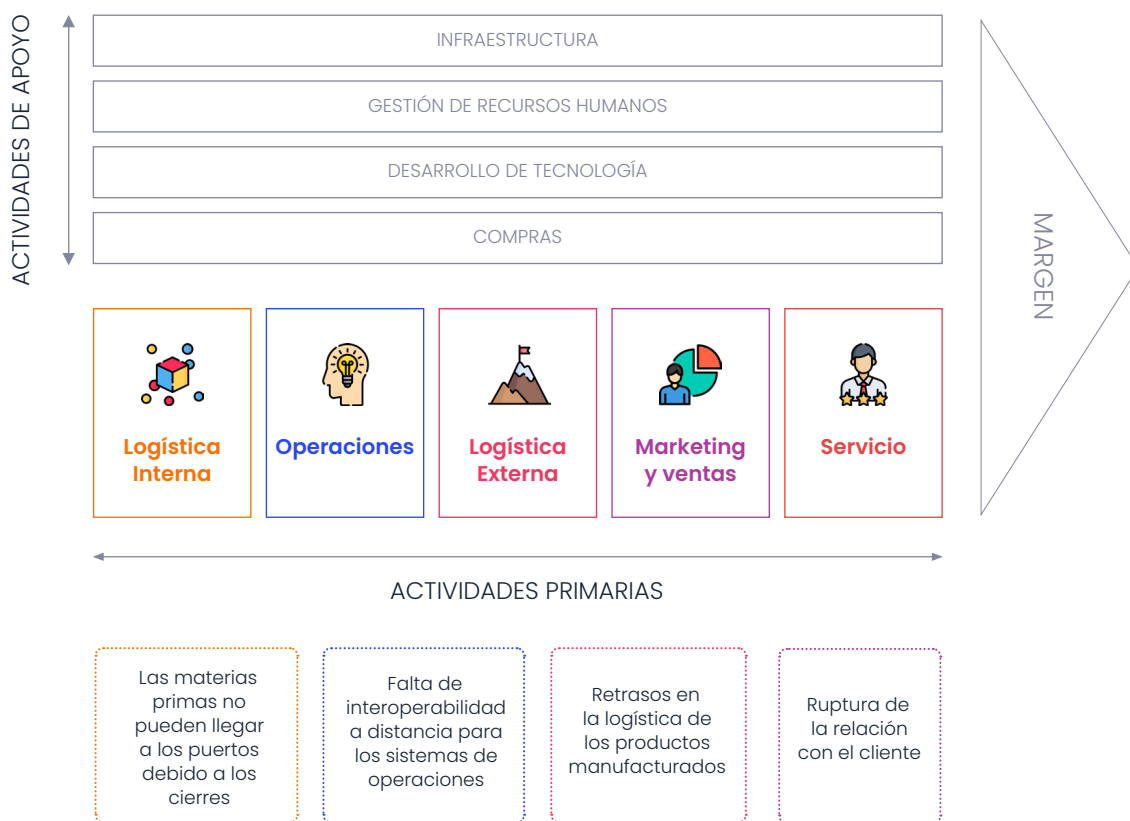 ACTIVIDADES DE APOYO
INFRAESTRUCTURA
GESTIÓN DE RECURSOS HUMANOS
DESARROLLO DE TECNOLOGÍA
COMPRAS
MARGEN
Logística
Interna
Operaciones
Logística
Externa
Marketing
y ventas
Servicio
ACTIVIDADES PRIMARIAS
Las materias
primas no
pueden llegar
a los puertos
debido a los
cierres
Falta de
interoperabilidad
a distancia para
los sistemas de
operaciones
Retrasos en
la logística de
los productos
manufacturados
Ruptura de
la relación
con el cliente